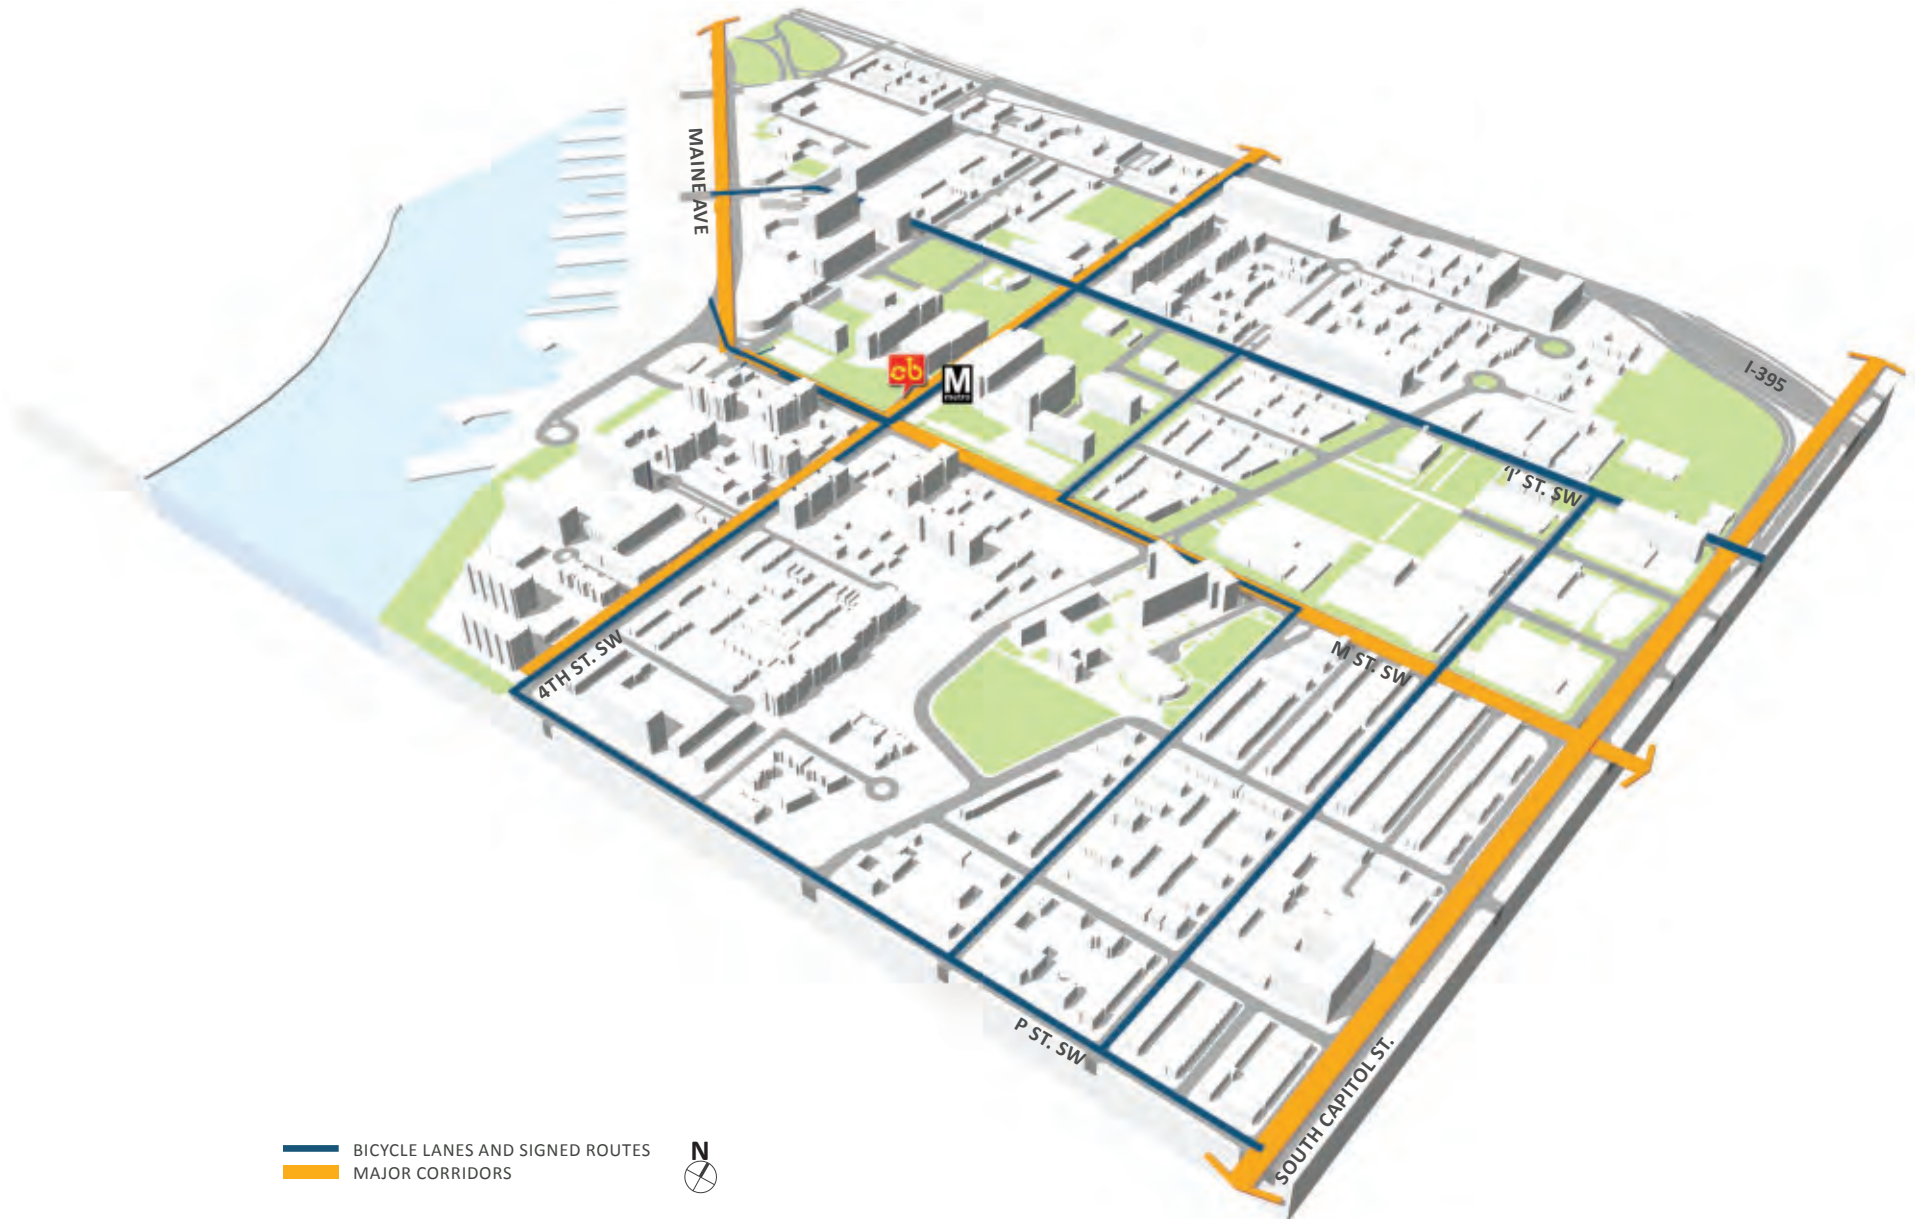 MAINE AVE
I-395
cb
M
metro
'I' ST. SW
4TH ST. SW
M ST. SW
P ST. SW
SOUTH CAPITOL ST.
BICYCLE LANES AND SIGNED ROUTES
MAJOR CORRIDORS
N